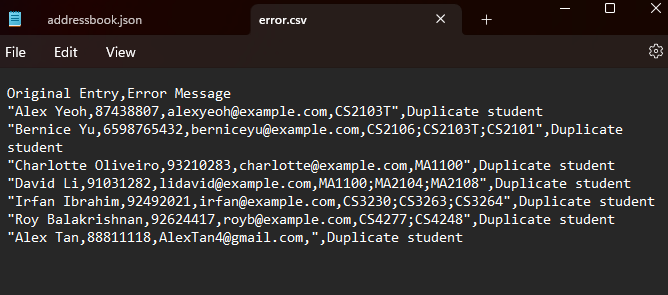 addressbook.json
error.csv
File
Edit
View
Original Entry,Error Message
"Alex Yeoh,87438807,alexyeoh@example.com,CS2103T",Duplicate student
"Bernice Yu,6598765432,berniceyu@example.com,CS2106;CS2103T;CS2101",Duplicate
student
"Charlotte Oliveiro,93210283,charlotte@example.com,MA1100",Duplicate student
"David Li,91031282,lidavid@example.com,MA1100;MA2104;MA2108",Duplicate student
"Irfan Ibrahim,92492021,irfan@example.com,CS3230;CS3263;CS3264",Duplicate student
"Roy Balakrishnan,92624417,royb@example.com,CS4277;CS4248",Duplicate student
"Alex Tan,88811118,AlexTan4@gmail.com,",Duplicate student